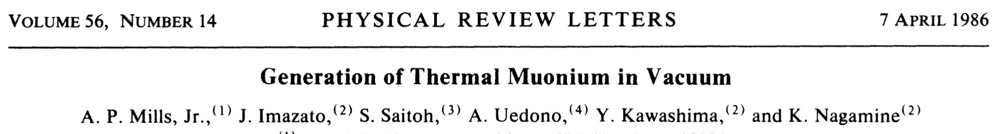 VOLUME 56, NUMBER 14 PHYSICAL REVIEW LETTERS 7 APRIL 1986
Generation of Thermal Muonium in Vacuum
A. P. Mills, Jr.,(1) J. Imazato,(2) S. Saitoh,(3) A. Uedono,(4) Y. Kawashima,(2) and K. Nagamine(2)